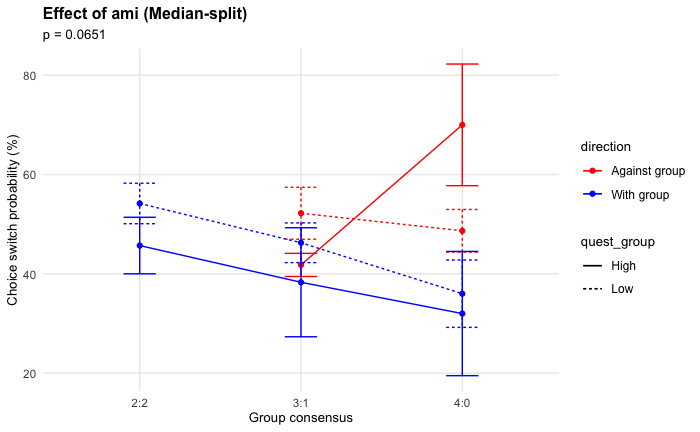 Effect of ami (Median-split)
p = 0.0651
Choice switch probability (%)
80
60
40
20
2:2
3:1
4:0
Group consensus
direction
Against group
With group
quest_group
High
Low